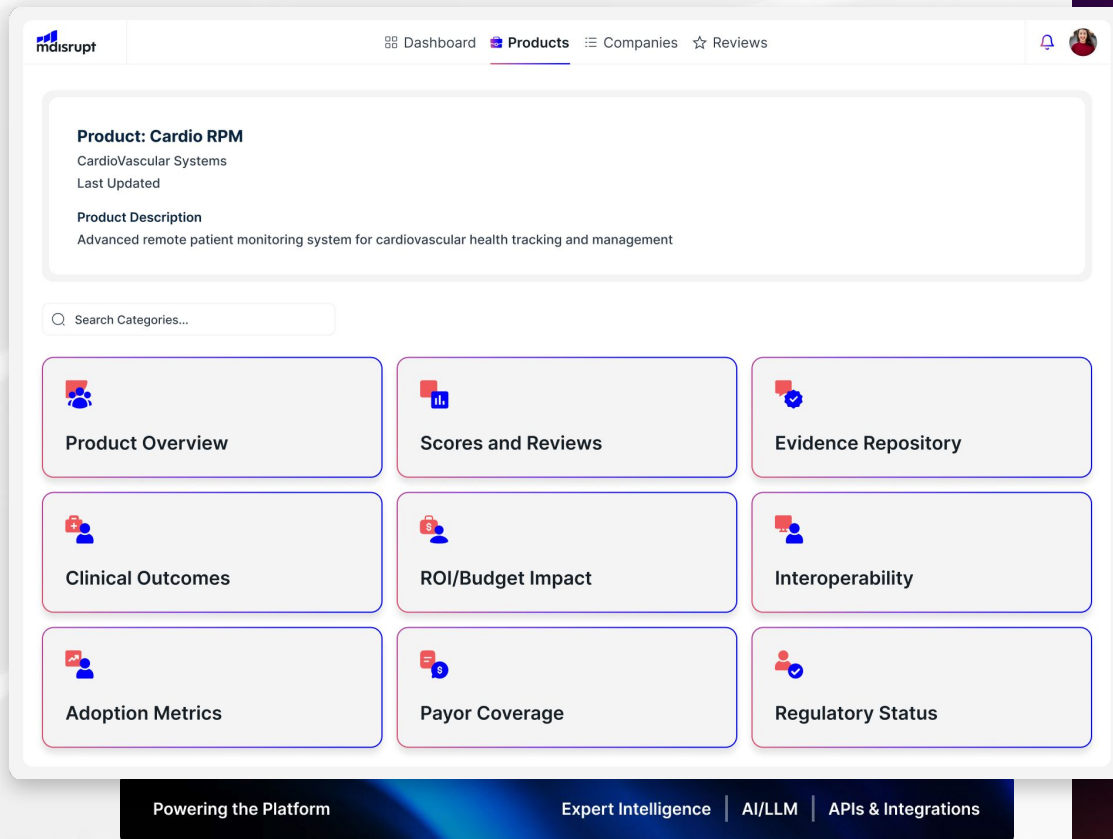 mdisrupt
Dashboard Products Companies Reviews
Product: Cardio RPM
CardioVascular Systems
Last Updated
Product Description
Advanced remote patient monitoring system for cardiovascular health tracking and management
Search Categories...
Product Overview
Scores and Reviews
Evidence Repository
Clinical Outcomes
ROI/Budget Impact
Interoperability
Adoption Metrics
Payor Coverage
Regulatory Status
Powering the Platform
Expert Intelligence | AI/LLM | APIs & Integrations